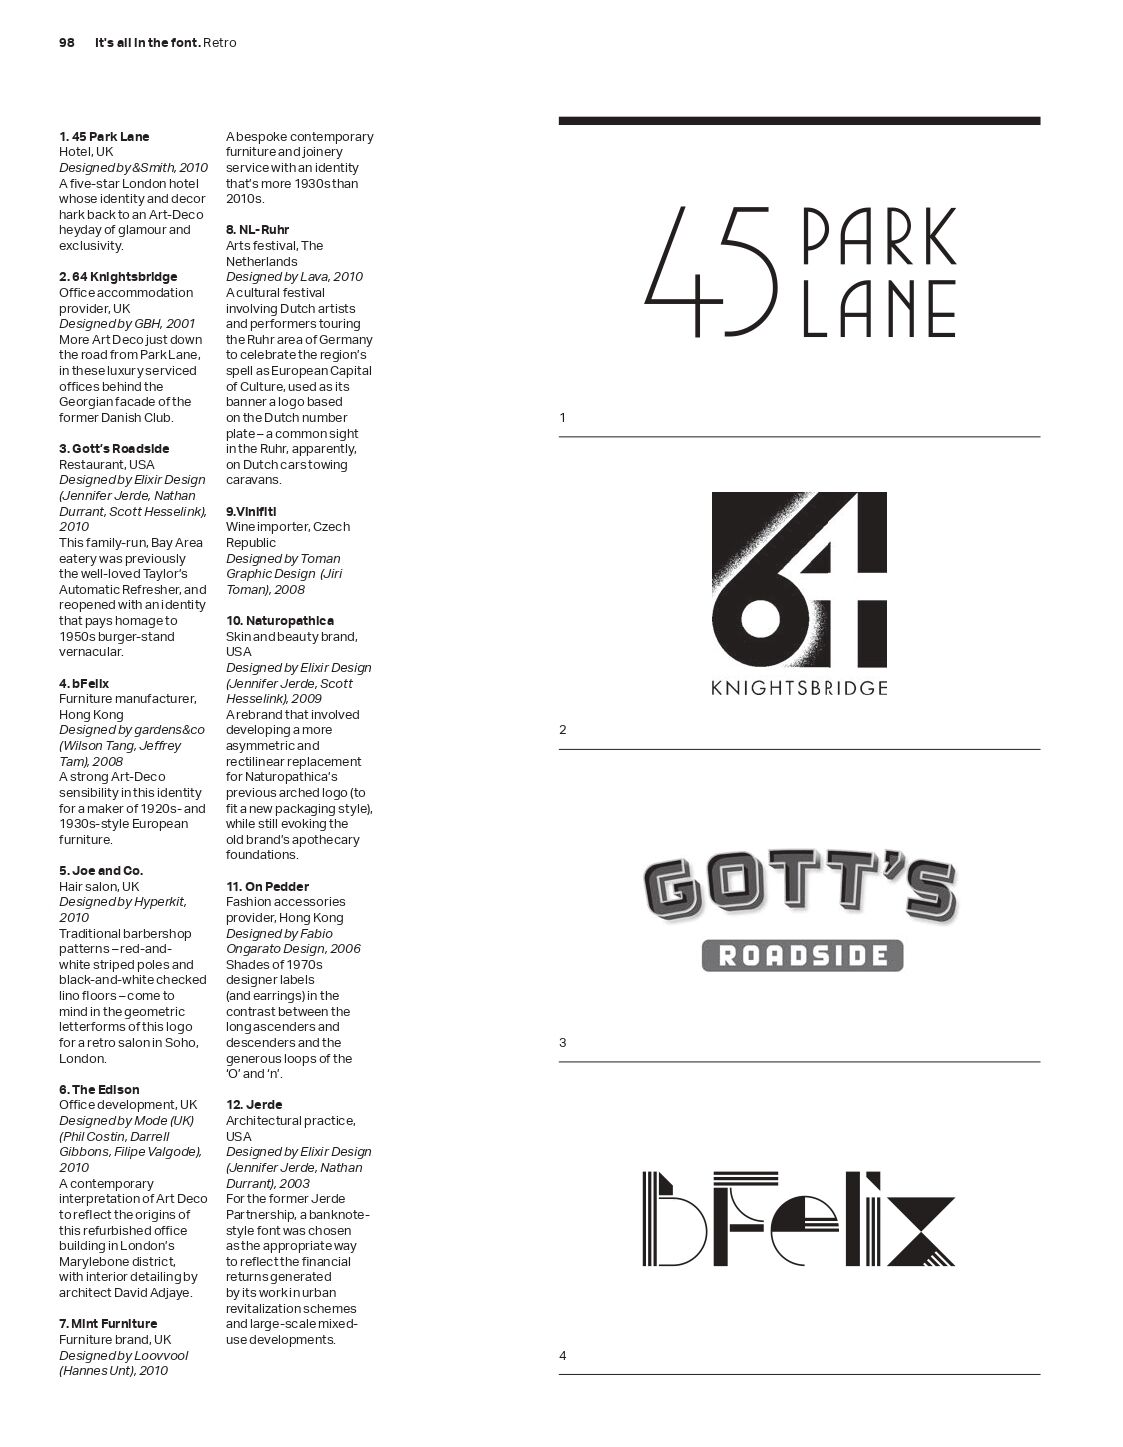 98 It's all in the font. Retro
1. 45 Park Lane
Hotel, UK
Designed by &Smith, 2010
A five-star London hotel
whose identity and decor
hark back to an Art-Deco
heyday of glamour and
exclusivity.
2. 64 Knightsbridge
Office accommodation
provider, UK
Designed by GBH, 2001
More Art Deco just down
the road from Park Lane,
in these luxury serviced
offices behind the
Georgian facade of the
former Danish Club.
3. Gott's Roadside
Restaurant, USA
Designed by Elixir Design
(Jennifer Jerde, Nathan
Durrant, Scott Hesselink),
2010
This family-run, Bay Area
eatery was previously
the well-loved Taylor's
Automatic Refresher, and
reopened with an identity
that pays homage to
1950s burger-stand
vernacular.
4. bFelix
Furniture manufacturer,
Hong Kong
Designed by gardens&co
(Wilson Tang, Jeffrey
Tam), 2008
A strong Art-Deco
sensibility in this identity
for a maker of 1920s- and
1930s-style European
furniture.
5. Joe and Co.
Hair salon, UK
Designed by Hyperkit,
2010
Traditional barbershop
patterns – red-and-
white striped poles and
black-and-white checked
lino floors – come to
mind in the geometric
letterforms of this logo
for a retro salon in Soho,
London.
6. The Edison
Office development, UK
Designed by Mode (UK)
(Phil Costin, Darrell
Gibbons, Filipe Valgode),
2010
A contemporary
interpretation of Art Deco
to reflect the origins of
this refurbished office
building in London's
Marylebone district,
with interior detailing by
architect David Adjaye.
7. Mint Furniture
Furniture brand, UK
Designed by Loovvool
(Hannes Unt), 2010
A bespoke contemporary
furniture and joinery
service with an identity
that's more 1930s than
2010s.
8. NL-Ruhr
Arts festival, The
Netherlands
Designed by Lava, 2010
A cultural festival
involving Dutch artists
and performers touring
the Ruhr area of Germany
to celebrate the region's
spell as European Capital
of Culture, used as its
banner a logo based
on the Dutch number
plate – a common sight
in the Ruhr, apparently,
on Dutch cars towing
caravans.
9.Vinifiti
Wine importer, Czech
Republic
Designed by Toman
Graphic Design (Jiri
Toman), 2008
10. Naturopathica
Skin and beauty brand,
USA
Designed by Elixir Design
(Jennifer Jerde, Scott
Hesselink), 2009
A rebrand that involved
developing a more
asymmetric and
rectilinear replacement
for Naturopathica's
previous arched logo (to
fit a new packaging style),
while still evoking the
old brand's apothecary
foundations.
11. On Pedder
Fashion accessories
provider, Hong Kong
Designed by Fabio
Ongarato Design, 2006
Shades of 1970s
designer labels
(and earrings) in the
contrast between the
long ascenders and
descenders and the
generous loops of the
‘O’ and ‘n’.
12. Jerde
Architectural practice,
USA
Designed by Elixir Design
(Jennifer Jerde, Nathan
Durrant), 2003
For the former Jerde
Partnership, a banknote-
style font was chosen
as the appropriate way
to reflect the financial
returns generated
by its work in urban
revitalization schemes
and large-scale mixed-
use developments.
45 PARK
LANE
1
64
KNIGHTSBRIDGE
2
GOTT'S
ROADSIDE
3
bFelix
4